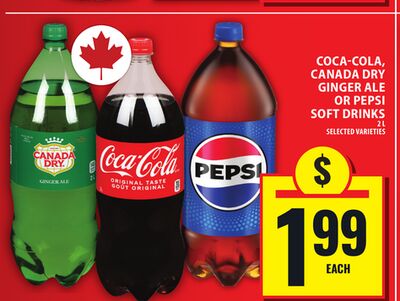 COCA-COLA,
CANADA DRY
GINGER ALE
OR PEPSI
SOFT DRINKS
2 L
SELECTED VARIETIES
CANADA
DRY
GINGER ALE
Coca-Cola
ORIGINAL TASTE
GOÛT ORIGINAL
PEPSI
$
1 99
EACH